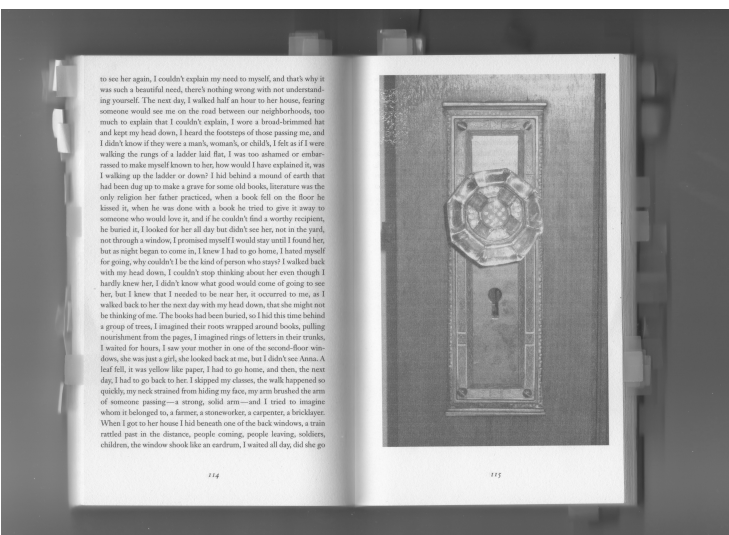 to see her again, I couldn't explain my need to myself, and that's why it
was such a beautiful need, there's nothing wrong with not understand-
ing yourself. The next day, I walked half an hour to her house, fearing
someone would see me on the road between our neighborhoods, too
much to explain that I couldn't explain, I wore a broad-brimmed hat
and kept my head down, I heard the footsteps of those passing me, and
I didn't know if they were a man's, woman's, or child's, I felt as if I were
walking the rungs of a ladder laid flat, I was too ashamed or embar-
rassed to make myself known to her, how would I have explained it, was
I walking up the ladder or down? I hid behind a mound of earth that
had been dug up to make a grave for some old books, literature was the
only religion her father practiced, when a book fell on the floor he
kissed it, when he was done with a book he tried to give it away to
someone who would love it, and if he couldn't find a worthy recipient,
he buried it, I looked for her all day but didn't see her, not in the yard,
not through a window, I promised myself I would stay until I found her,
but as night began to come in, I knew I had to go home, I hated myself
for going, why couldn't I be the kind of person who stays? I walked back
with my head down, I couldn't stop thinking about her even though I
hardly knew her, I didn't know what good would come of going to see
her, but I knew that I needed to be near her, it occurred to me, as I
walked back to her the next day with my head down, that she might not
be thinking of me. The books had been buried, so I hid this time behind
a group of trees, I imagined their roots wrapped around books, pulling
nourishment from the pages, I imagined rings of letters in their trunks,
I waited for hours, I saw your mother in one of the second-floor win-
dows, she was just a girl, she looked back at me, but I didn't see Anna. A
leaf fell, it was yellow like paper, I had to go home, and then, the next
day, I had to go back to her. I skipped my classes, the walk happened so
quickly, my neck strained from hiding my face, my arm brushed the arm
of someone passing—a strong, solid arm—and I tried to imagine
whom it belonged to, a farmer, a stoneworker, a carpenter, a bricklayer.
When I got to her house I hid beneath one of the back windows, a train
rattled past in the distance, people coming, people leaving, soldiers,
children, the window shook like an eardrum, I waited all day, did she go
114
115